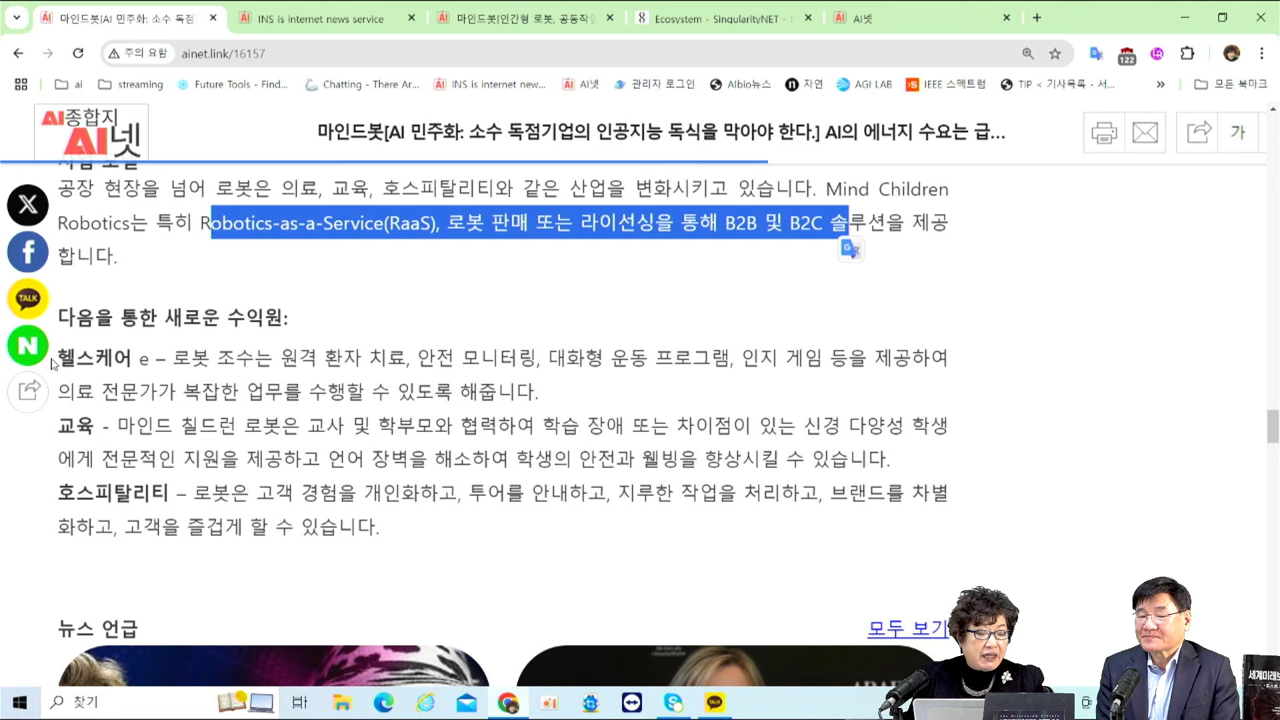 마인드봇[AI 민주화: 소수 독점
INS is internet news service
마인드봇[인간형 로봇, 공동작
Ecosystem - SingularityNET -
AI넷
주의 요함
ainet.link/16157
ai
streaming
Future Tools - Find...
Chatting - There Ar...
INS is internet new...
AI넷
관리자 로그인
Albio뉴스
자연
AGI LAB
IEEE 스펙트럼
TIP < 기사목록 - 서...
»
모든 북마크
122
AI종합지
AI넷
마인드봇[AI 민주화: 소수 독점기업의 인공지능 독식을 막아야 한다.] AI의 에너지 수요는 급...
가
공장 현장을 넘어 로봇은 의료, 교육, 호스피탈리티와 같은 산업을 변화시키고 있습니다. Mind Children
Robotics는 특히 Robotics-as-a-Service(RaaS), 로봇 판매 또는 라이선싱을 통해 B2B 및 B2C 솔루션을 제공
합니다.
다음을 통한 새로운 수익원:
헬스케어 e – 로봇 조수는 원격 환자 치료, 안전 모니터링, 대화형 운동 프로그램, 인지 게임 등을 제공하여
의료 전문가가 복잡한 업무를 수행할 수 있도록 해줍니다.
교육 - 마인드 칠드런 로봇은 교사 및 학부모와 협력하여 학습 장애 또는 차이점이 있는 신경 다양성 학생
에게 전문적인 지원을 제공하고 언어 장벽을 해소하여 학생의 안전과 웰빙을 향상시킬 수 있습니다.
호스피탈리티 – 로봇은 고객 경험을 개인화하고, 투어를 안내하고, 지루한 작업을 처리하고, 브랜드를 차별
화하고, 고객을 즐겁게 할 수 있습니다.
뉴스 언급
모두 보기
TALK
N
찾기
TALK
세계미래보